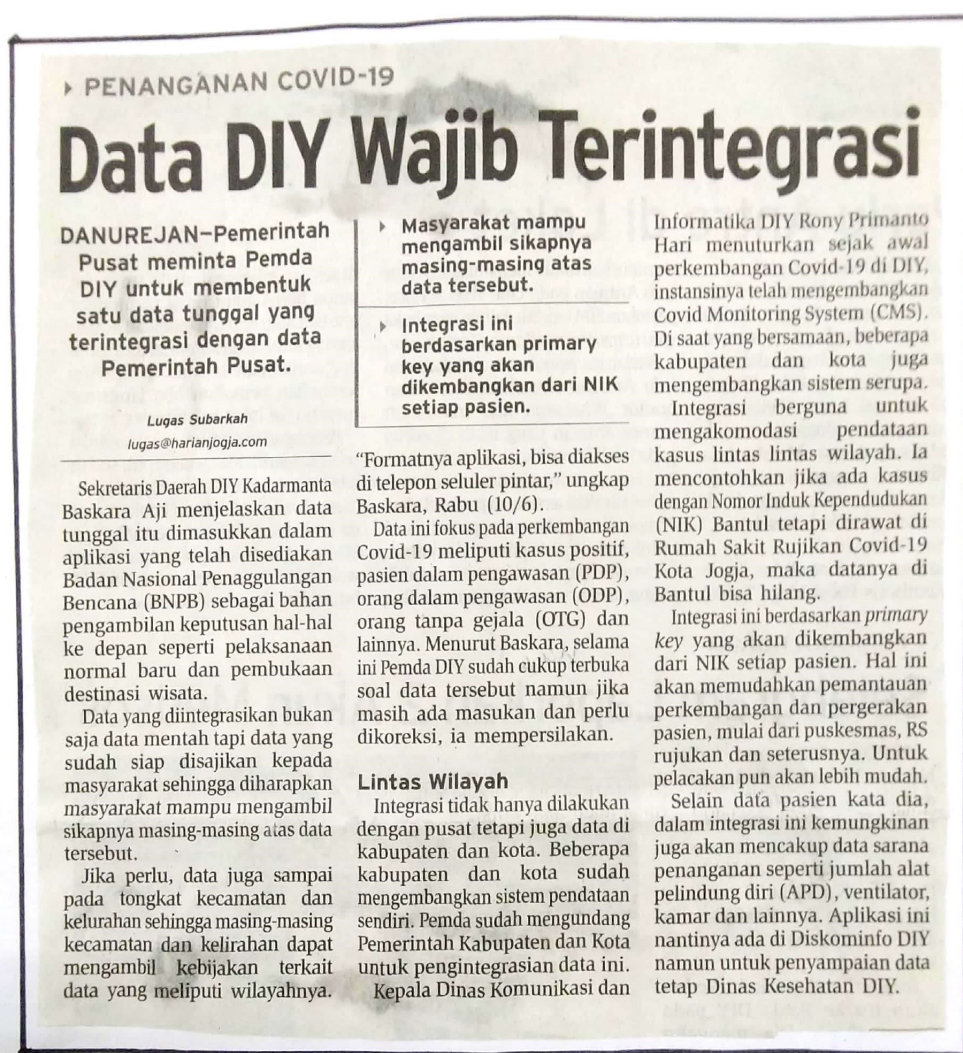 PENANGANAN COVID-19
Data DIY Wajib Terintegrasi
DANUREJAN—Pemerintah
Pusat meminta Pemda
DIY untuk membentuk
satu data tunggal yang
terintegrasi dengan data
Pemerintah Pusat.
Lugas Subarkah
lugas@harianjogja.com
Sekretaris Daerah DIY Kadarmanta
Baskara Aji menjelaskan data
tunggal itu dimasukkan dalam
aplikasi yang telah disediakan
Badan Nasional Penaggulangan
Bencana (BNPB) sebagai bahan
pengambilan keputusan hal-hal
ke depan seperti pelaksanaan
normal baru dan pembukaan
destinasi wisata.
Data yang diintegrasikan bukan
saja data mentah tapi data yang
sudah siap disajikan kepada
masyarakat sehingga diharapkan
masyarakat mampu mengambil
sikapnya masing-masing atas data
tersebut.
Jika perlu, data juga sampai
pada tongkat kecamatan dan
kelurahan sehingga masing-masing
kecamatan dan kelirahan dapat
mengambil kebijakan terkait
data yang meliputi wilayahnya.
Masyarakat mampu
mengambil sikapnya
masing-masing atas
data tersebut.
Integrasi ini
berdasarkan primary
key yang akan
dikembangkan dari NIK
setiap pasien.
“Formatnya aplikasi, bisa diakses
di telepon seluler pintar,” ungkap
Baskara, Rabu (10/6).
Data ini fokus pada perkembangan
Covid-19 meliputi kasus positif,
pasien dalam pengawasan (PDP),
orang dalam pengawasan (ODP),
orang tanpa gejala (OTG) dan
lainnya. Menurut Baskara, selama
ini Pemda DIY sudah cukup terbuka
soal data tersebut namun jika
masih ada masukan dan perlu
dikoreksi, ia mempersilakan.
Lintas Wilayah
Integrasi tidak hanya dilakukan
dengan pusat tetapi juga data di
kabupaten dan kota. Beberapa
kabupaten dan kota sudah
mengembangkan sistem pendataan
sendiri. Pemda sudah mengundang
Pemerintah Kabupaten dan Kota
untuk pengintegrasian data ini.
Kepala Dinas Komunikasi dan
Informatika DIY Rony Primanto
Hari menuturkan sejak awal
perkembangan Covid-19 di DIY,
instansinya telah mengembangkan
Covid Monitoring System (CMS).
Di saat yang bersamaan, beberapa
kabupaten dan kota juga
mengembangkan sistem serupa.
Integrasi berguna untuk
mengakomodasi pendataan
kasus lintas lintas wilayah. Ia
mencontohkan jika ada kasus
dengan Nomor Induk Kependudukan
(NIK) Bantul tetapi dirawat di
Rumah Sakit Rujikan Covid-19
Kota Jogja, maka datanya di
Bantul bisa hilang.
Integrasi ini berdasarkan primary
key yang akan dikembangkan
dari NIK setiap pasien. Hal ini
akan memudahkan pemantauan
perkembangan dan pergerakan
pasien, mulai dari puskesmas, RS
rujukan dan seterusnya. Untuk
pelacakan pun akan lebih mudah.
Selain data pasien kata dia,
dalam integrasi ini kemungkinan
juga akan mencakup data sarana
penanganan seperti jumlah alat
pelindung diri (APD), ventilator,
kamar dan lainnya. Aplikasi ini
nantinya ada di Diskominfo DIY
namun untuk penyampaian data
tetap Dinas Kesehatan DIY.